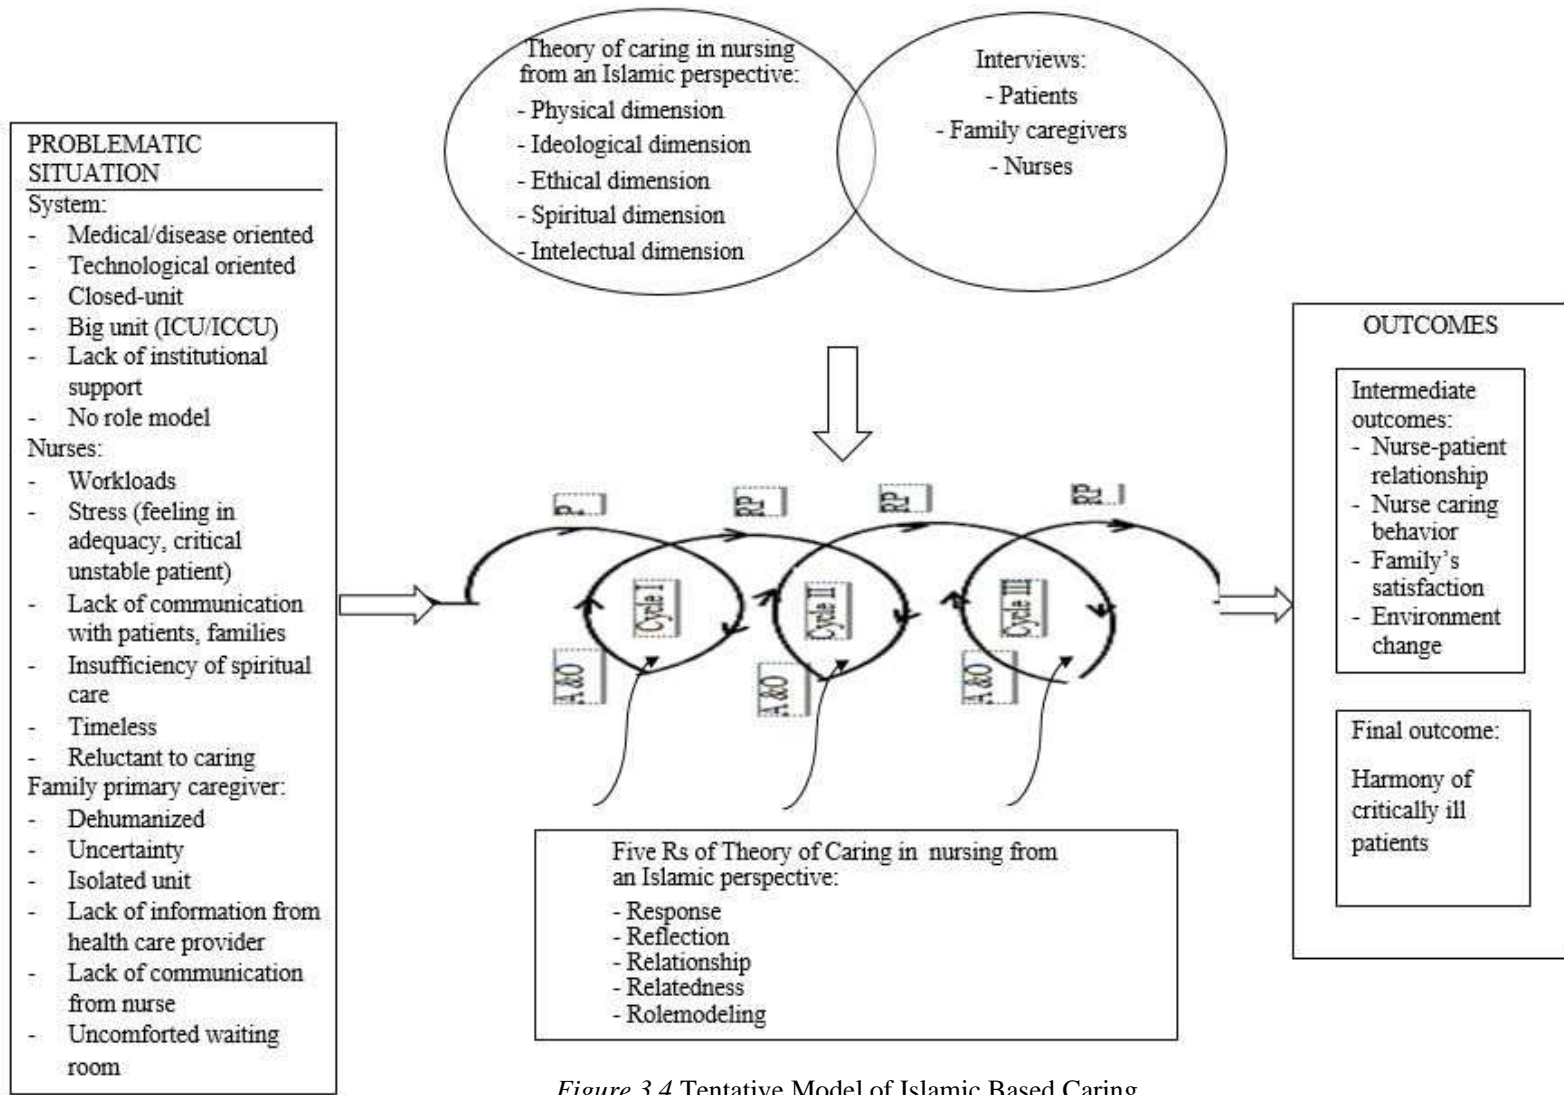 PROBLEMATIC
SITUATION
System:
- Medical/disease oriented
- Technological oriented
- Closed-unit
- Big unit (ICU/ICCU)
- Lack of institutional
support
- No role model
Nurses:
- Workloads
- Stress (feeling in
adequacy, critical
unstable patient)
- Lack of communication
with patients, families
- Insufficiency of spiritual
care
- Timeless
- Reluctant to caring
Family primary caregiver:
- Dehumanized
- Uncertainty
- Isolated unit
- Lack of information from
health care provider
- Lack of communication
from nurse
- Uncomforted waiting
room
Theory of caring in nursing
from an Islamic perspective:
- Physical dimension
- Ideological dimension
- Ethical dimension
- Spiritual dimension
- Intelectual dimension
Interviews:
- Patients
- Family caregivers
- Nurses
P
RP
RP
RP
Cycle I
Cycle II
Cycle III
A &O
A &O
A &O
Five Rs of Theory of Caring in nursing from
an Islamic perspective:
- Response
- Reflection
- Relationship
- Relatedness
- Rolemodeling
OUTCOMES
Intermediate
outcomes:
- Nurse-patient
relationship
- Nurse caring
behavior
- Family’s
satisfaction
- Environment
change
Final outcome:
Harmony of
critically ill
patients
Figure 3.4 Tentative Model of Islamic Based Caring